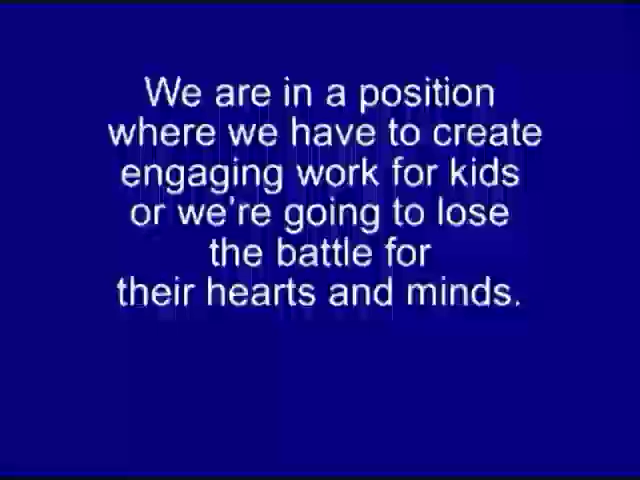 We are in a position
where we have to create
engaging work for kids
or we're going to lose
the battle for
their hearts and minds.